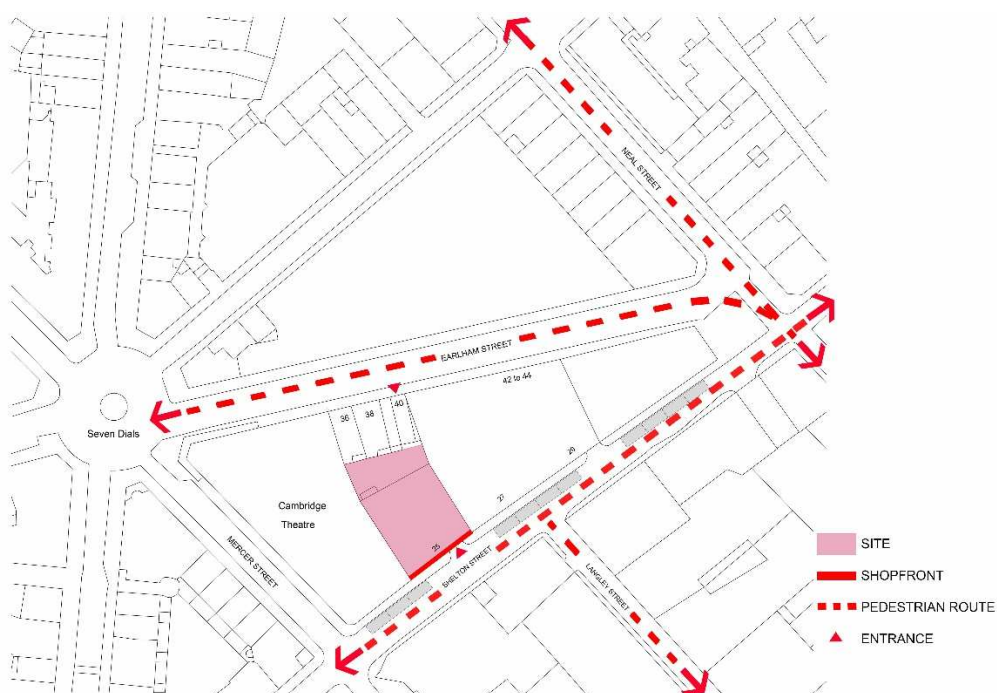 NEAL STREET
EARLHAM STREET
42 to 44
40
38
36
Seven Dials
29
27
Cambridge
Theatre
25
SHELTON STREET
MERCER STREET
LANGLEY STREET
SITE
SHOPFRONT
PEDESTRIAN ROUTE
ENTRANCE